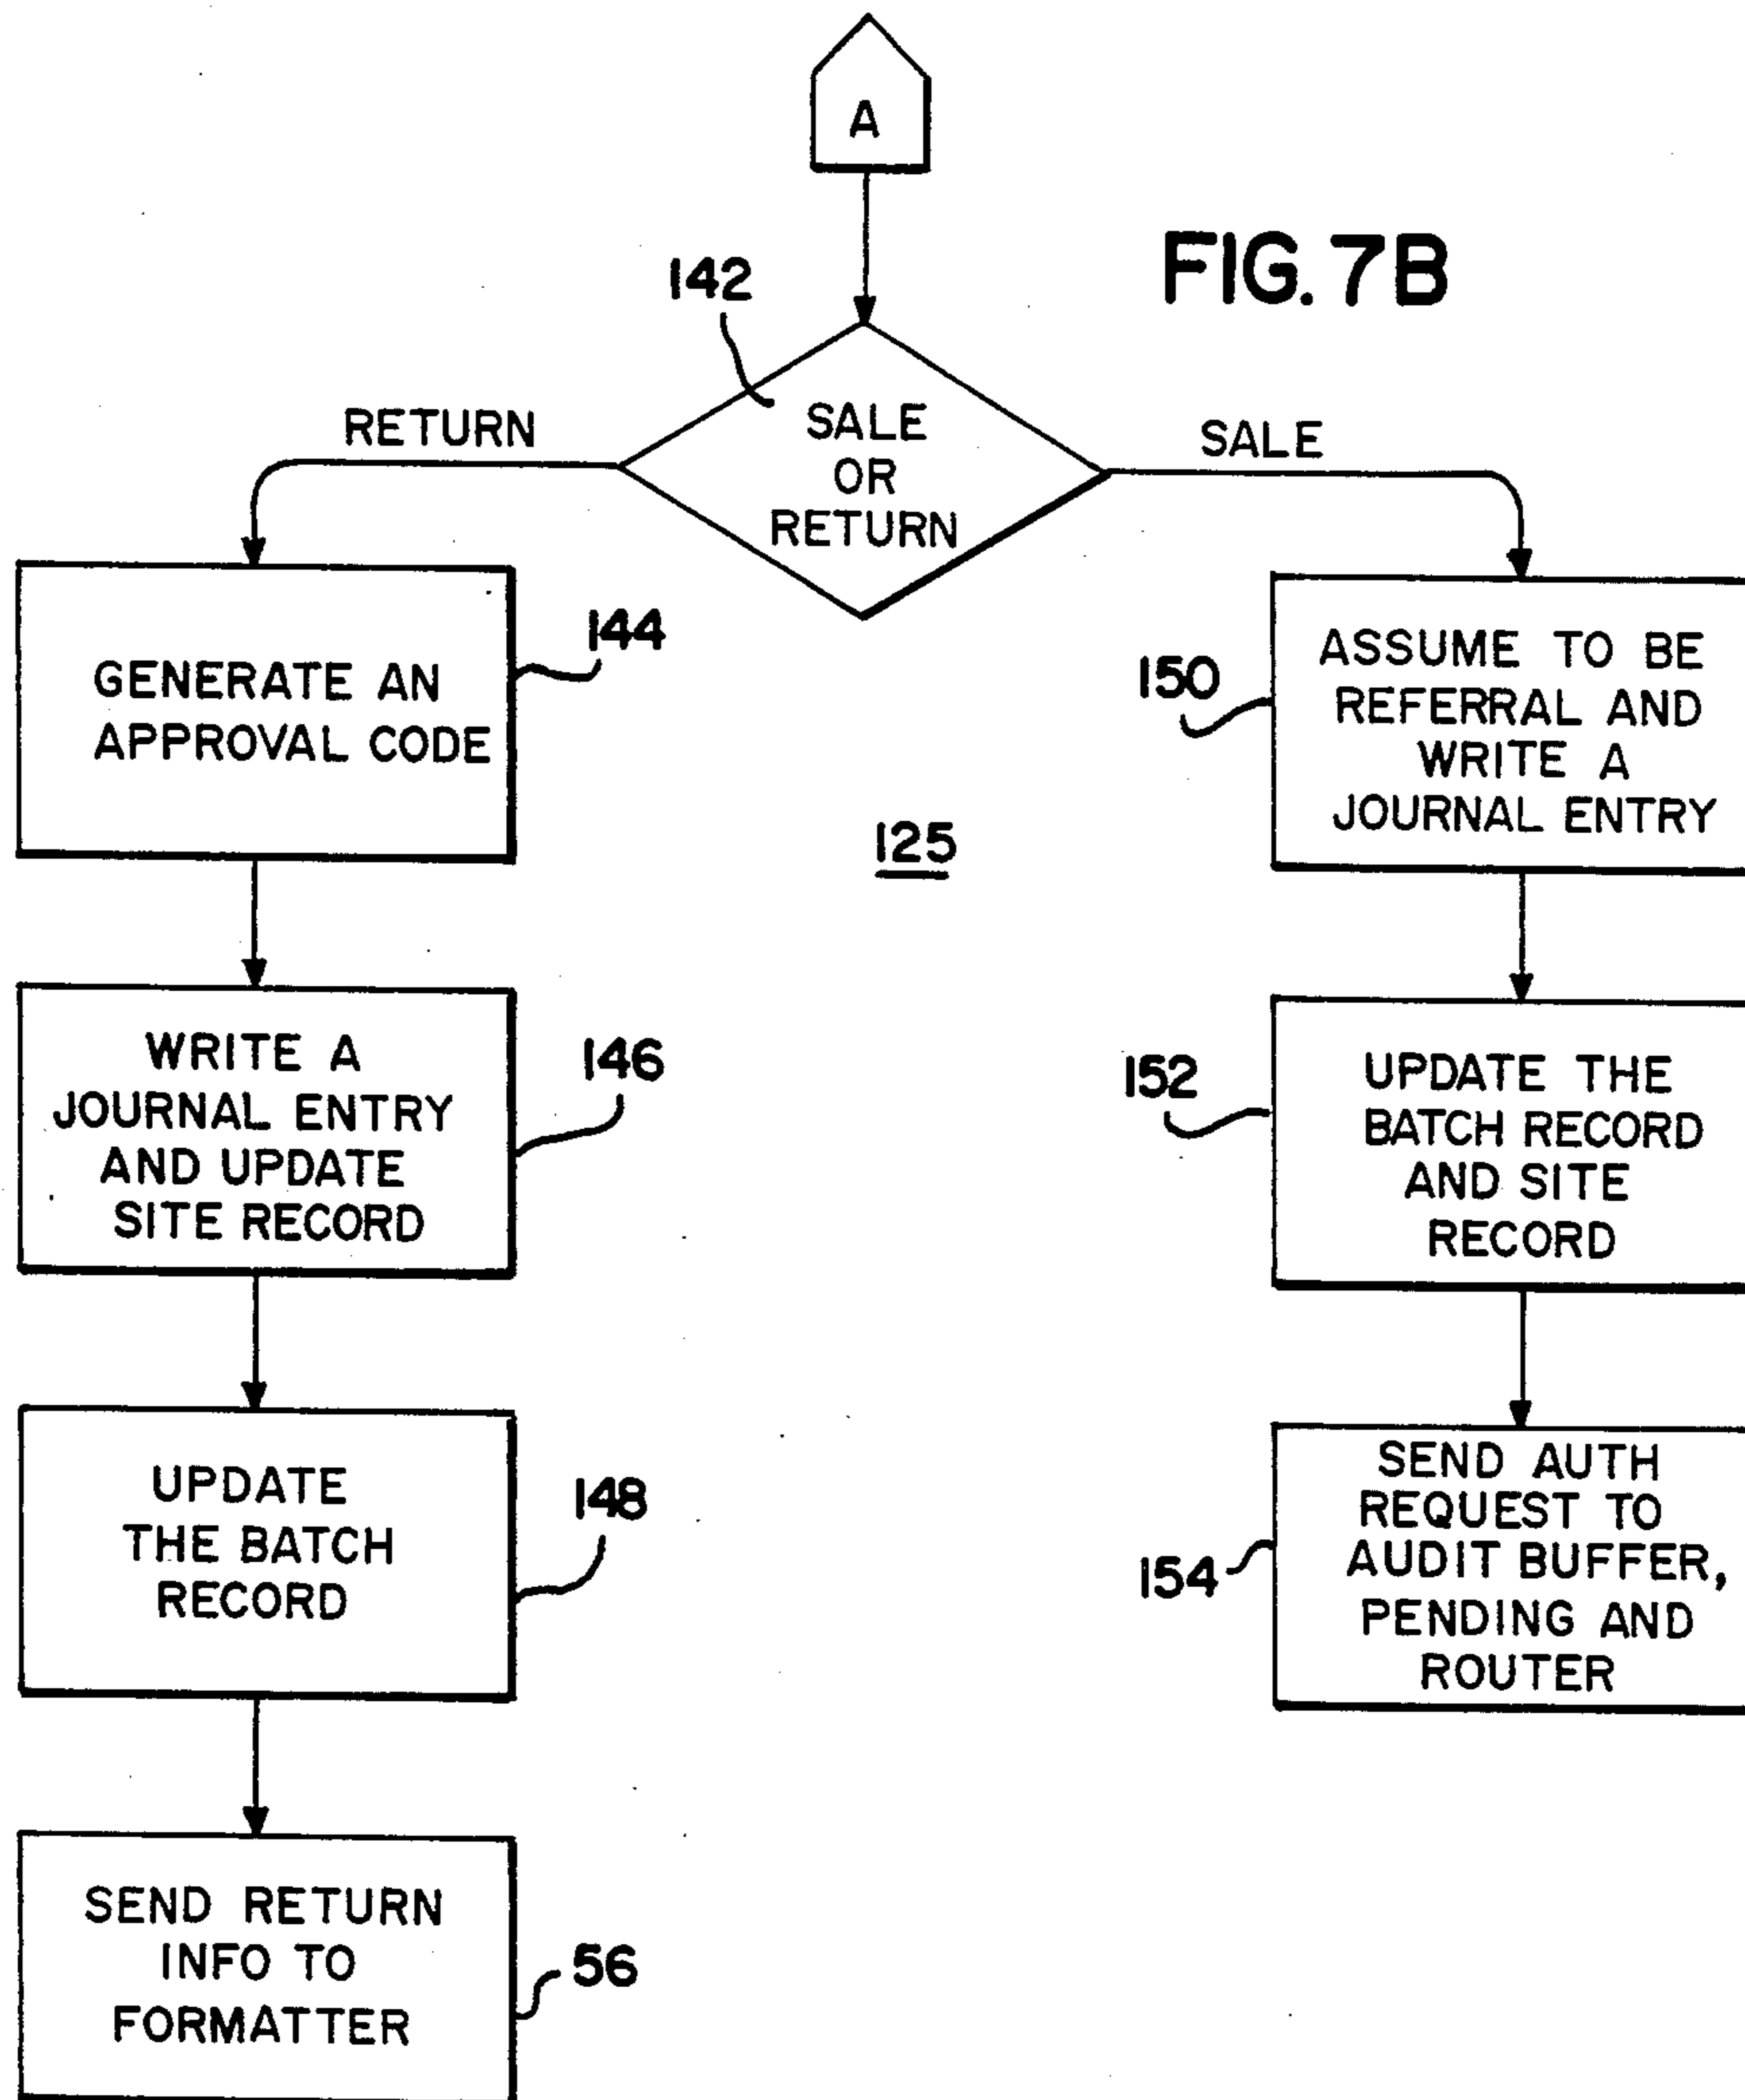 A
FIG. 7B
142
SALE
OR
RETURN
RETURN
SALE
GENERATE AN
APPROVAL CODE
144
150
ASSUME TO BE
REFERRAL AND
WRITE A
JOURNAL ENTRY
125
WRITE A
JOURNAL ENTRY
AND UPDATE
SITE RECORD
146
152
UPDATE THE
BATCH RECORD
AND SITE
RECORD
UPDATE
THE BATCH
RECORD
148
154
SEND AUTH
REQUEST TO
AUDIT BUFFER,
PENDING AND
ROUTER
SEND RETURN
INFO TO
FORMATTER
56